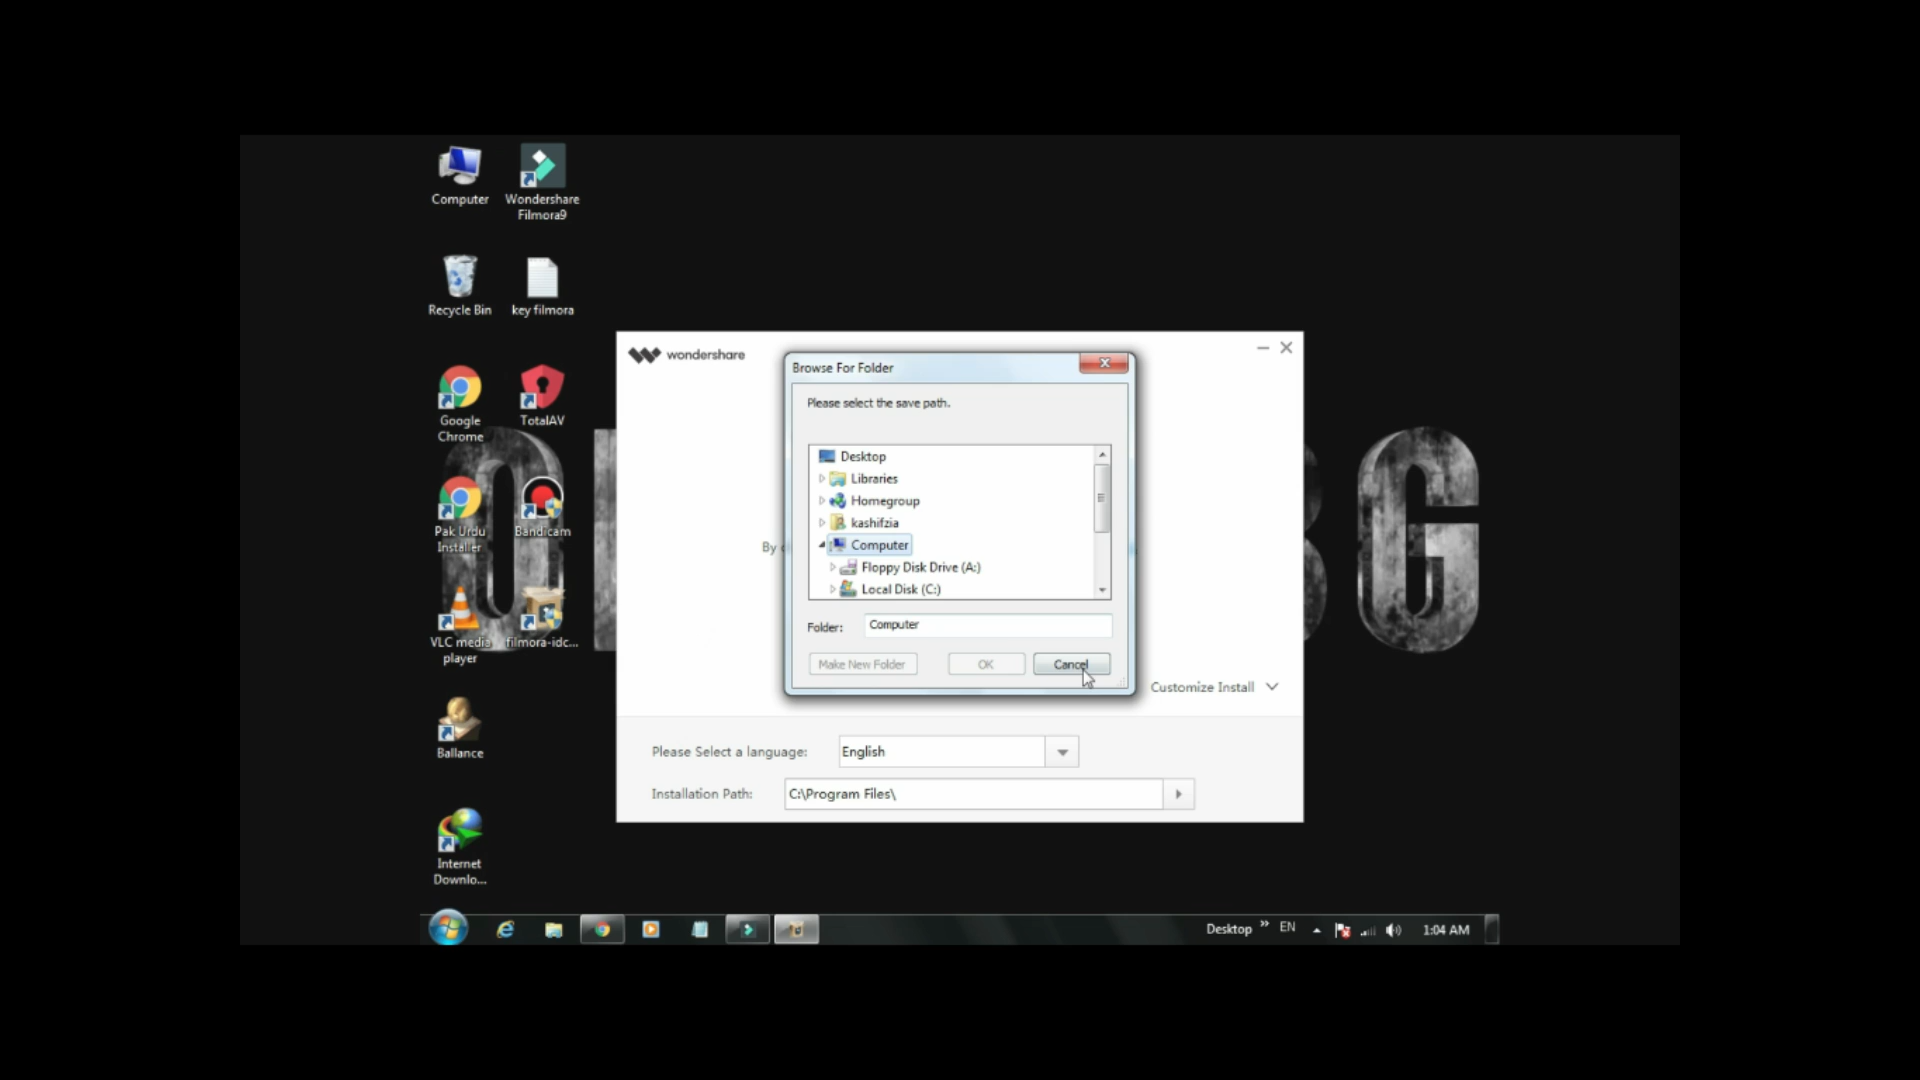 Computer
Wondershare
Filmora9
Recycle Bin
key filmora
Google
Chrome
TotalAV
Pak Urdu
Installer
Bandicam
VLC media
player
filmora-idc...
Ballance
Internet
Downlo...
wondershare
Browse For Folder
Please select the save path.
Desktop
Libraries
Homegroup
kashifzia
Computer
Floppy Disk Drive (A:)
Local Disk (C:)
Folder: Computer
Make New Folder OK Cancel
By
Customize Install
Please Select a language: English
Installation Path: C:\Program Files\
G
Desktop » EN 1:04 AM